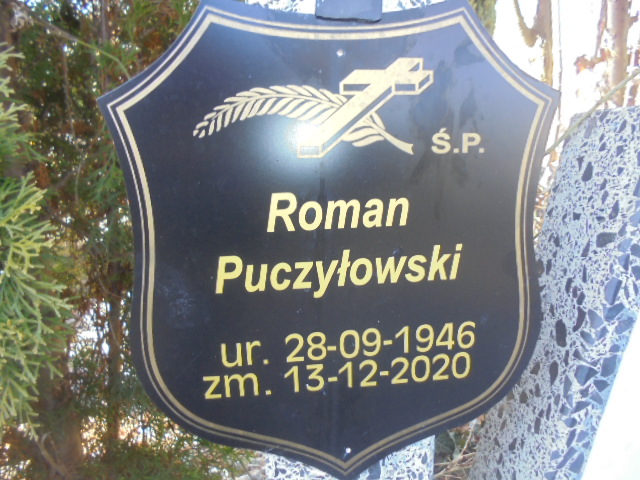 Ś.P.
Roman
Puczyłowski
ur. 28-09-1946
zm. 13-12-2020